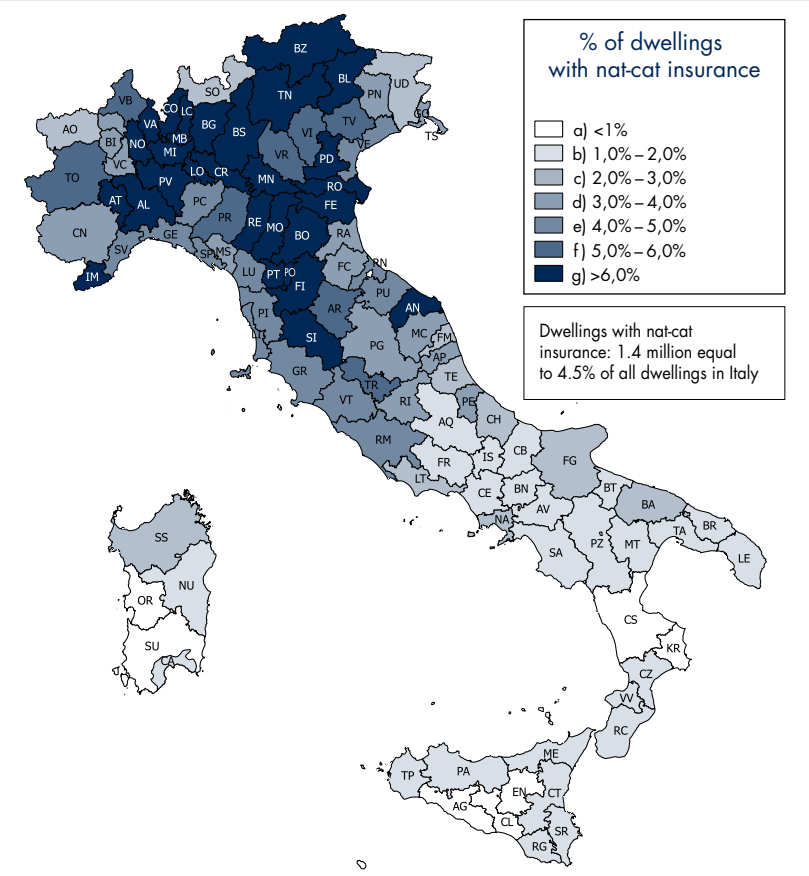 % of dwellings
with nat-cat insurance
a) <1%
b) 1,0%–2,0%
c) 2,0%–3,0%
d) 3,0%–4,0%
e) 4,0%–5,0%
f) 5,0%–6,0%
g) >6,0%
Dwellings with nat-cat
insurance: 1.4 million equal
to 4.5% of all dwellings in Italy
BZ
BL
UD
SO
TN
PN
VB
CO
LC
GO
AO
VA
BG
BS
VI
TV
TS
BI
NO
MB
MI
VE
VC
VR
PD
TO
PV
LO
CR
MN
RO
AT
AL
PC
FE
PR
RE
MO
CN
GE
BO
RA
SV
SP
MS
FC
RN
IM
LU
PT
PO
FI
PU
PI
AR
AN
LI
SI
PG
MC
FM
AP
GR
TR
TE
VT
RI
PE
AQ
CH
RM
FR
IS
CB
FG
LT
CE
BN
BT
NA
AV
BA
SA
PZ
MT
TA
BR
LE
SS
NU
OR
SU
CA
CS
KR
CZ
VV
RC
ME
TP
PA
EN
CT
AG
CL
SR
RG